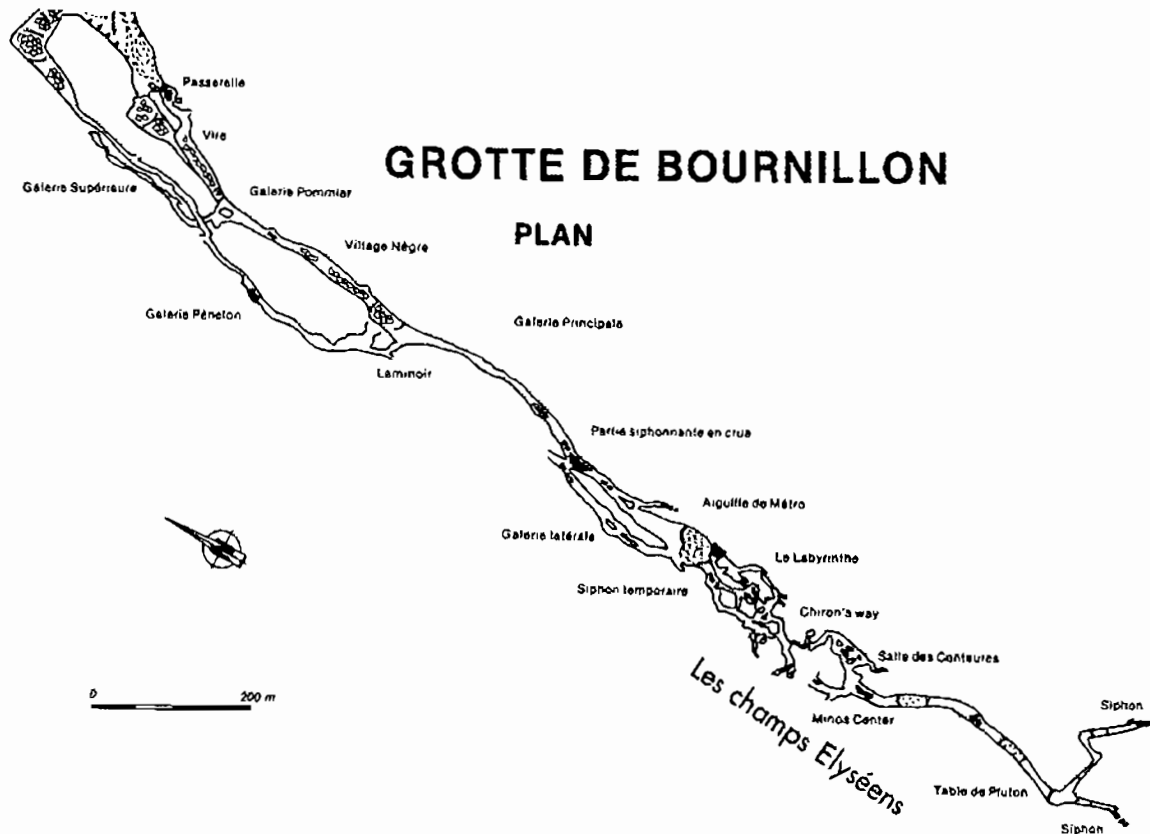 Passerelle
Vire
GROTTE DE BOURNILLON
Galerie Supérieure
Galerie Pommier
PLAN
Village Nègre
Galerie Péneton
Galerie Principale
Laminoir
Partie siphonnante en crue
Aiguille de Métro
Galerie latérale
Le Labyrinthe
Siphon temporaire
Chiron's way
Salle des Centaures
Les champs Elyséens
0 200 m
Minos Center
Siphon
Table de Pluton
Siphon